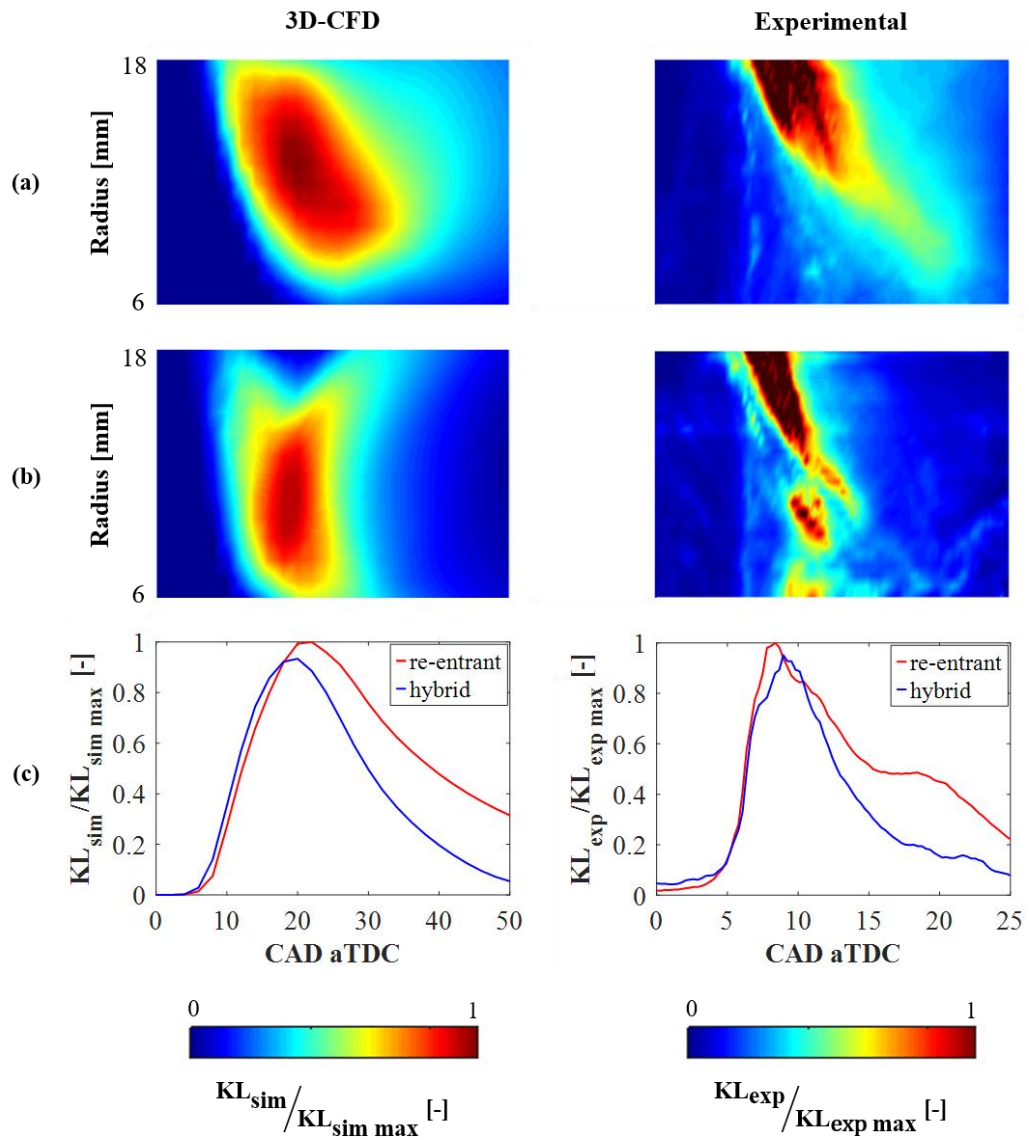 3D-CFD
Experimental
18
(a)
Radius [mm]
6
18
(b)
Radius [mm]
6
(c)
KL_sim/KL_sim max [-]
1
0.8
0.6
0.4
0.2
0
re-entrant
hybrid
0 10 20 30 40 50
CAD aTDC
KL_exp/KL_exp max [-]
1
0.8
0.6
0.4
0.2
0
re-entrant
hybrid
0 5 10 15 20 25
CAD aTDC
0 1
KL_sim/KL_sim max [-]
0 1
KL_exp/KL_exp max [-]